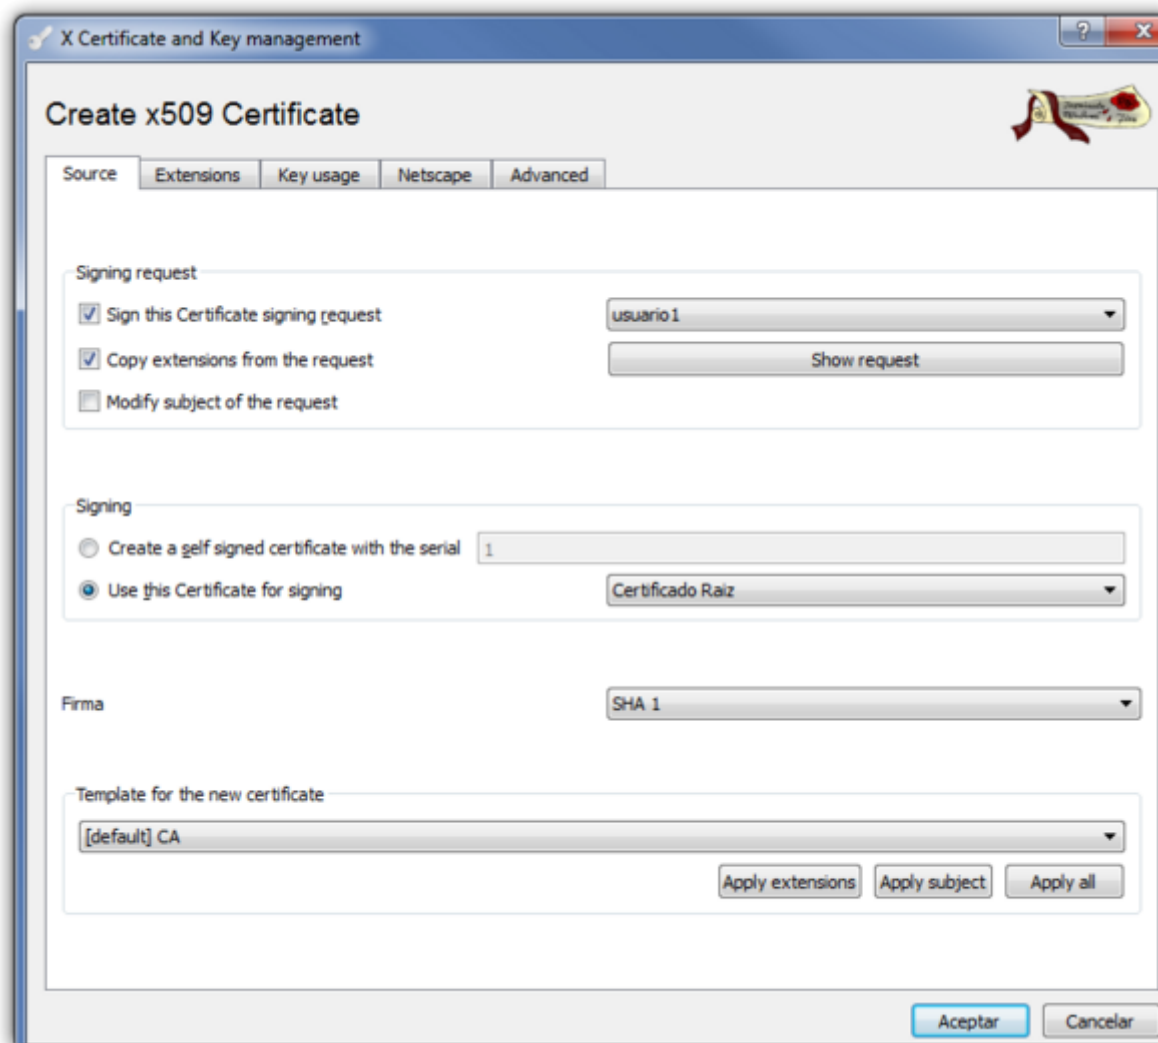 X Certificate and Key management
Create x509 Certificate
Source Extensions Key usage Netscape Advanced
Signing request
Sign this Certificate signing request usuario1
Copy extensions from the request Show request
Modify subject of the request
Signing
Create a self signed certificate with the serial 1
Use this Certificate for signing Certificado Raiz
Firma SHA 1
Template for the new certificate
[default] CA
Apply extensions Apply subject Apply all
Aceptar Cancelar